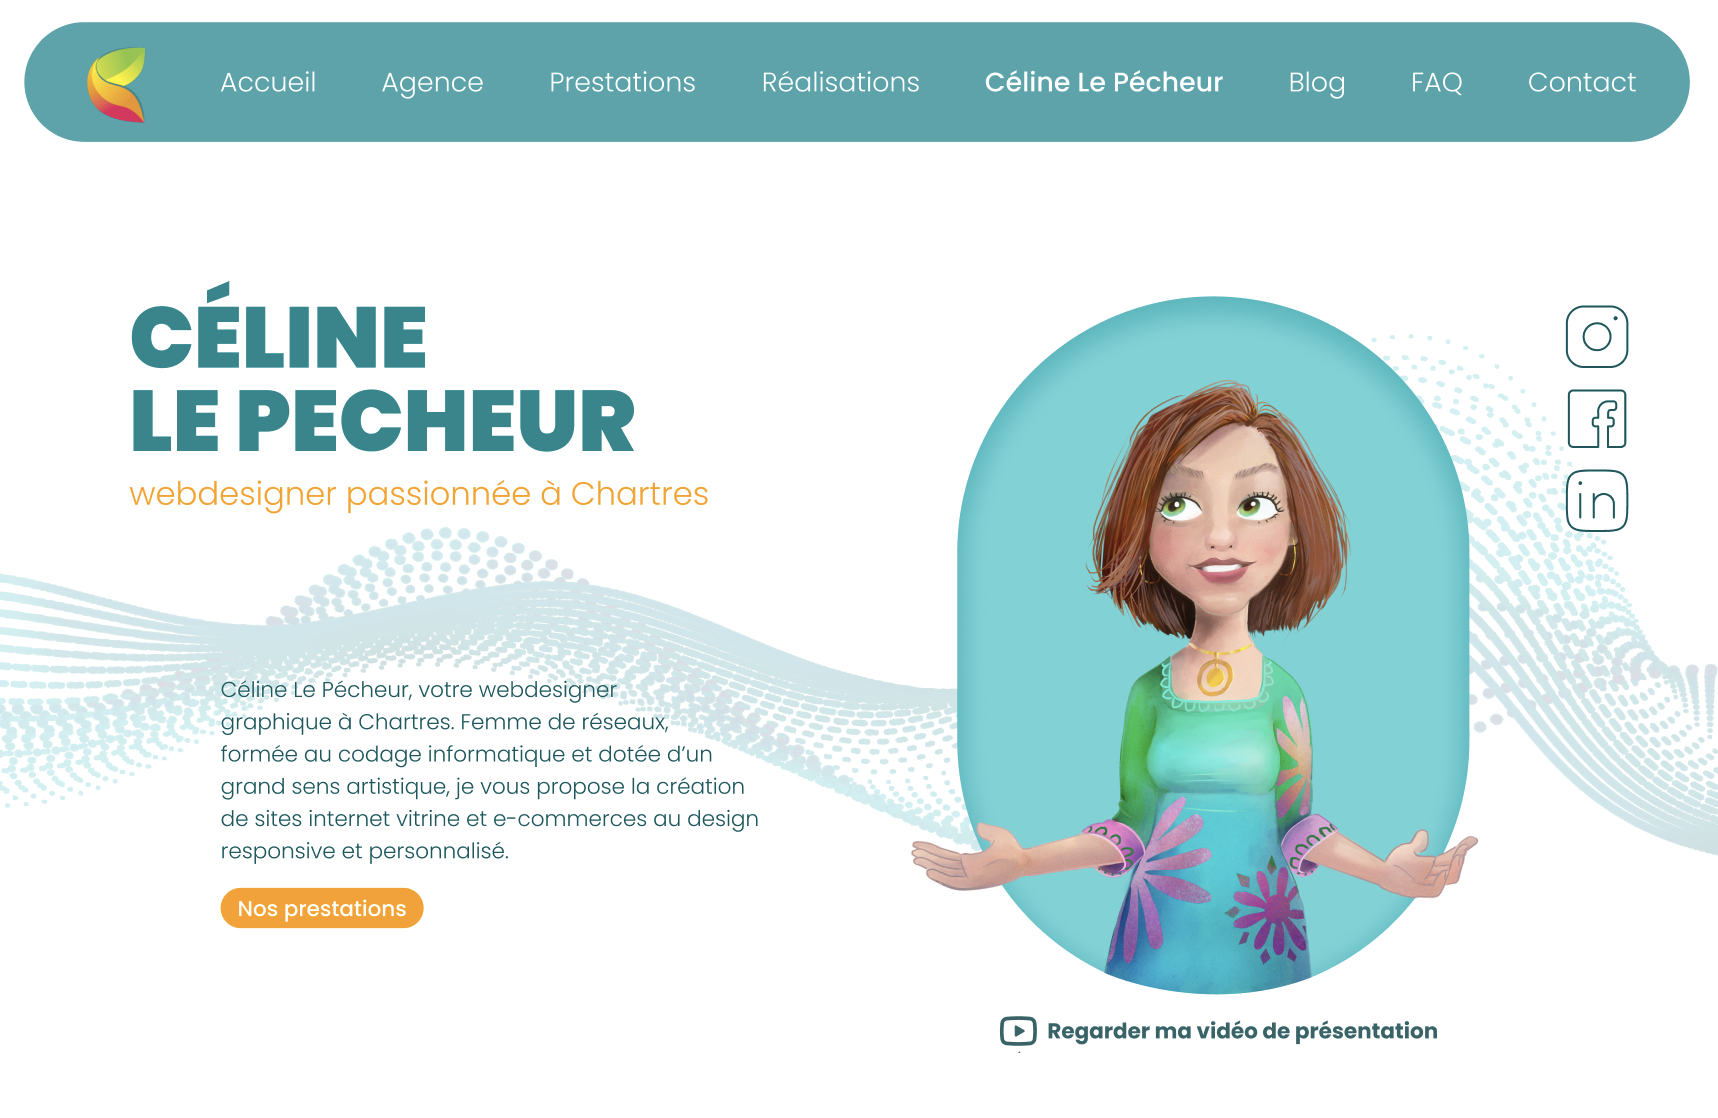 Accueil Agence Prestations Réalisations Céline Le Pécheur Blog FAQ Contact
CÉLINE
LE PECHEUR
webdesigner passionnée à Chartres
Céline Le Pécheur, votre webdesigner
graphique à Chartres. Femme de réseaux,
formée au codage informatique et dotée d’un
grand sens artistique, je vous propose la création
de sites internet vitrine et e-commerces au design
responsive et personnalisé.
Nos prestations
in
Regarder ma vidéo de présentation